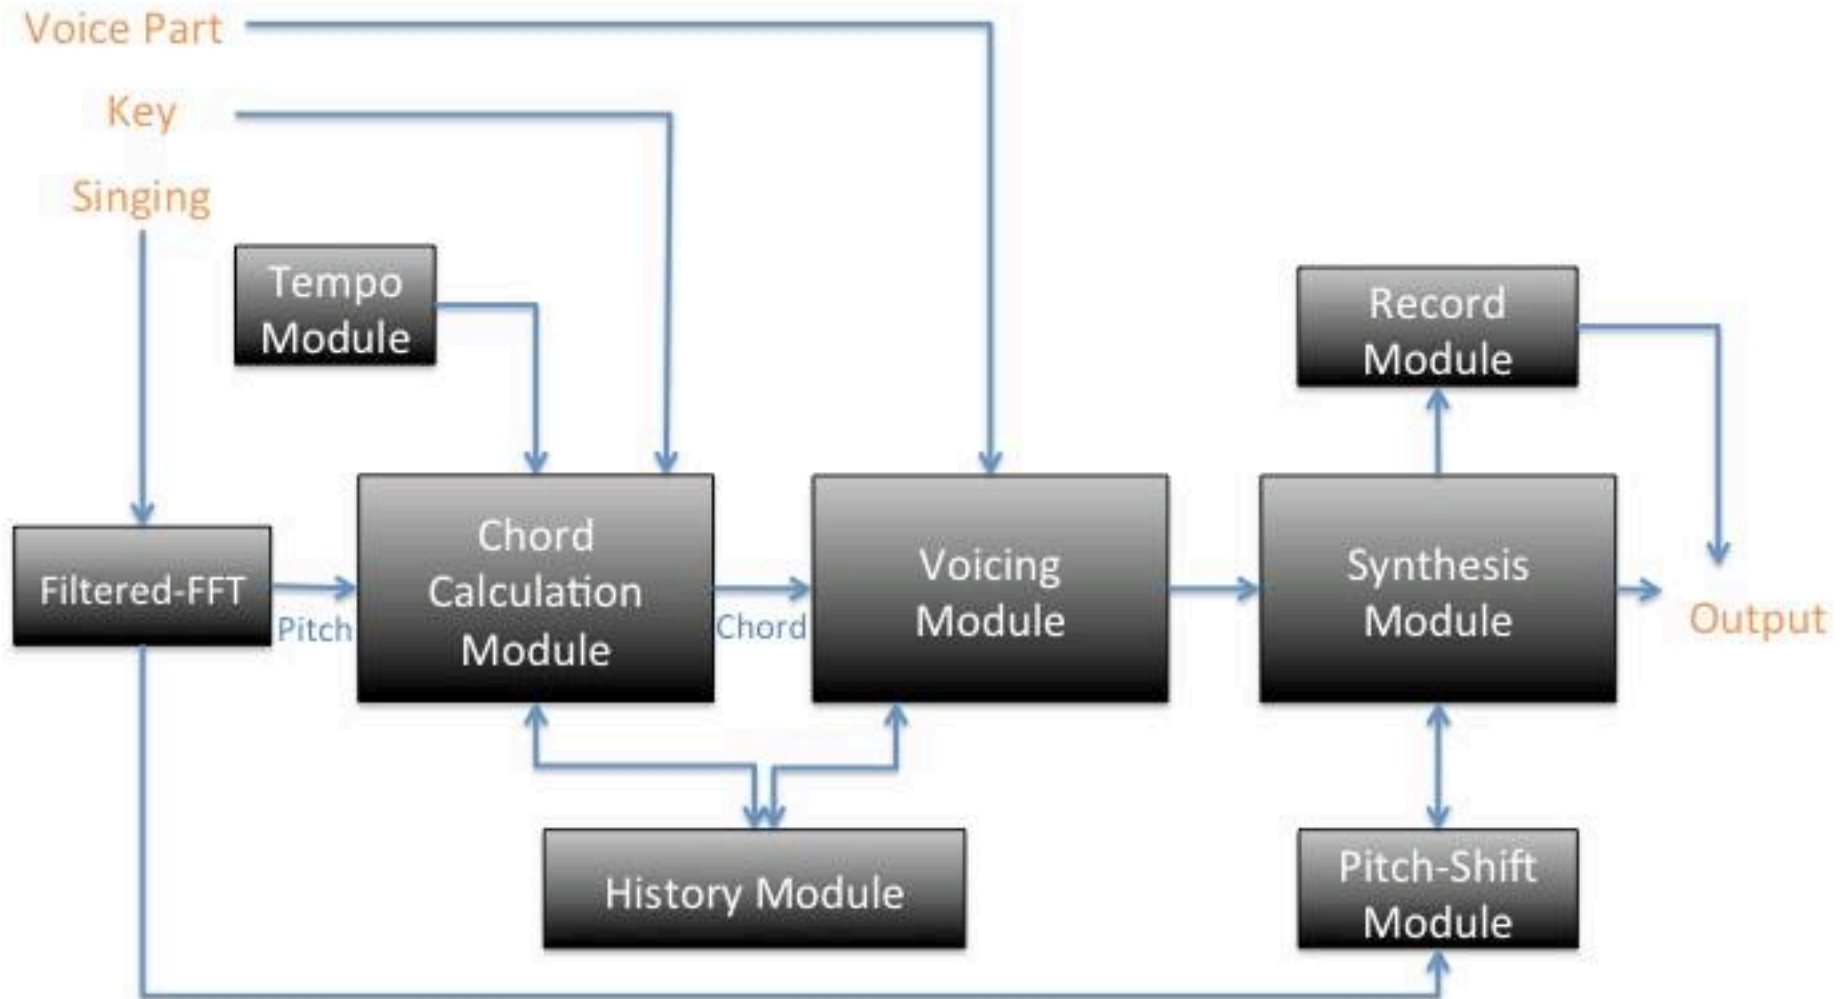 Voice Part
Key
Singing
Tempo
Module
Record
Module
Filtered-FFT
Pitch
Chord
Calculation
Module
Chord
Voicing
Module
Synthesis
Module
Output
History Module
Pitch-Shift
Module